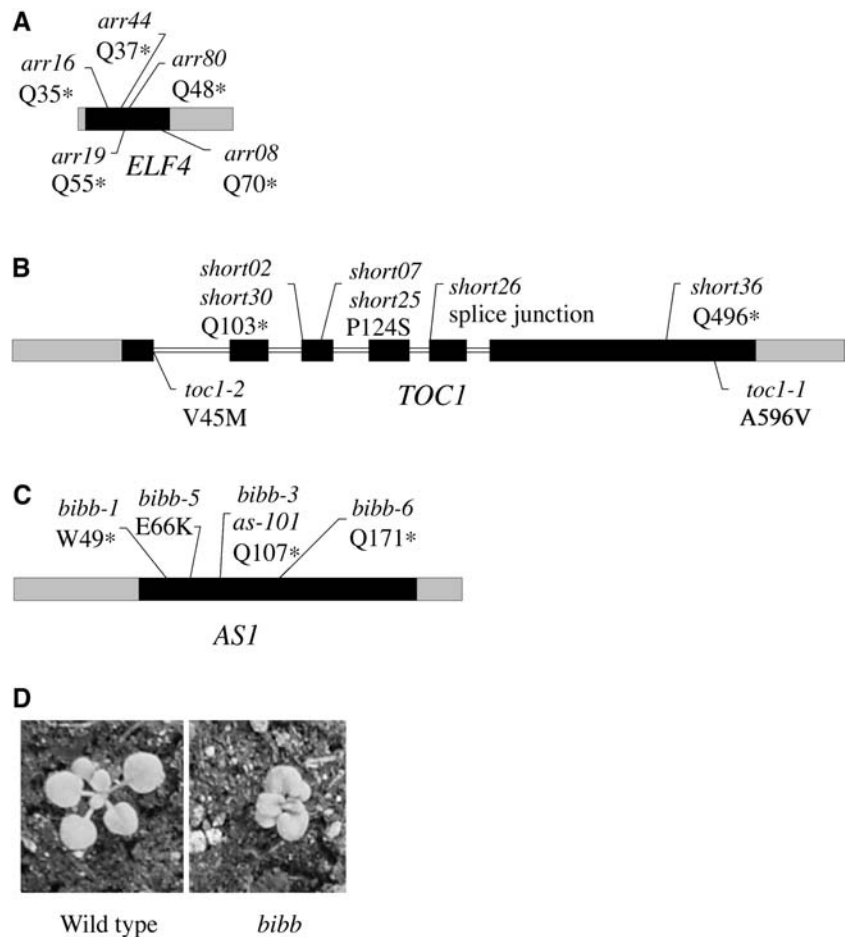 A
arr44
Q37*
arr16
arr80
Q35*
Q48*
arr19
ELF4
arr08
Q55*
Q70*
B
short02
short07
short26
short36
short30
short25
splice junction
Q496*
Q103*
P124S
toc1-2
TOC1
toc1-1
V45M
A596V
C
bibb-1
bibb-5
bibb-3
bibb-6
W49*
E66K
as-101
Q171*
Q107*
AS1
D
Wild type
bibb